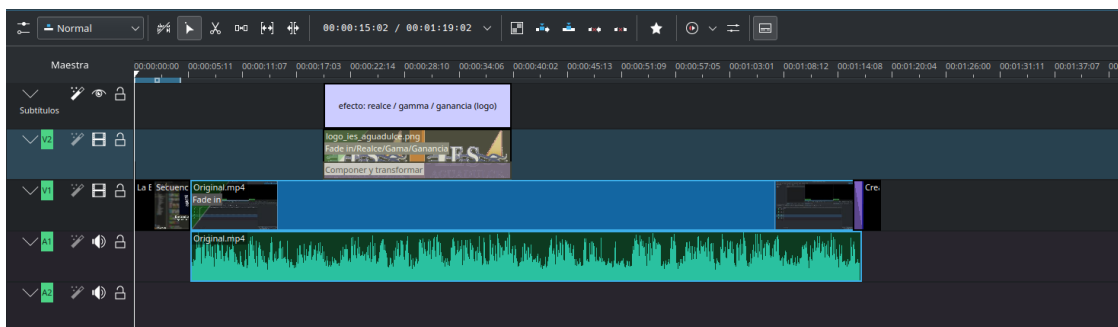 Normal
00:00:15:02 / 00:01:19:02
Maestra
00:00:00:00 00:00:05:11 00:00:11:07 00:00:17:03 00:00:22:14 00:00:28:10 00:00:34:06 00:00:40:02 00:00:45:13 00:00:51:09 00:00:57:05 00:01:03:01 00:01:08:12 00:01:14:08 00:01:20:04 00:01:26:00 00:01:31:11 00:01:37:07 00
Subtítulos
efecto: realce / gamma / ganancia (logo)
V2
logo_ies_aguadulce.png
Fade in/Realce/Gama/Ganancia
Componer y transformar
V1
La E
Secuenc
Original.mp4
Cre
Fade in
A1
Original.mp4
A2